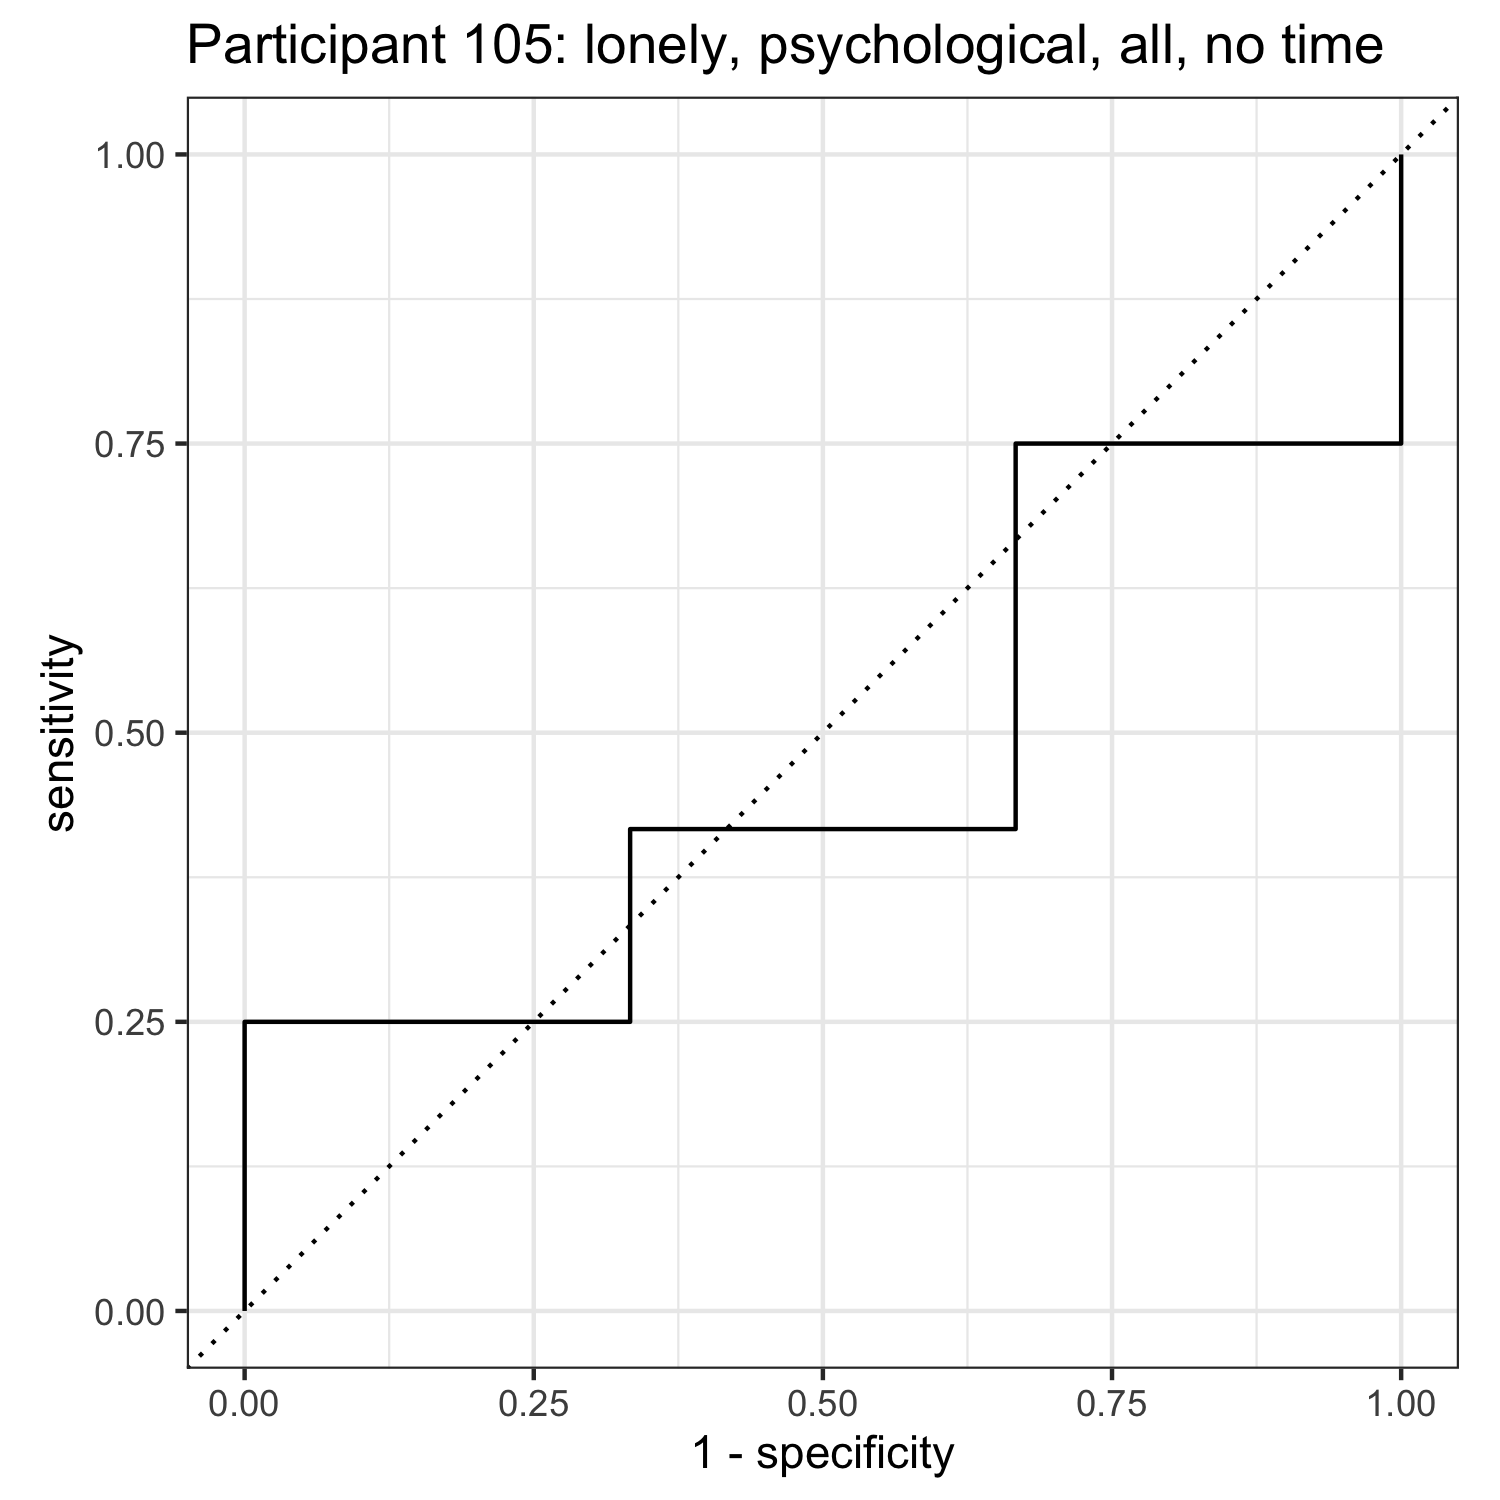 Participant 105: lonely, psychological, all, no time
1.00
0.75
0.50
0.25
0.00
sensitivity
0.00 0.25 0.50 0.75 1.00
1 - specificity